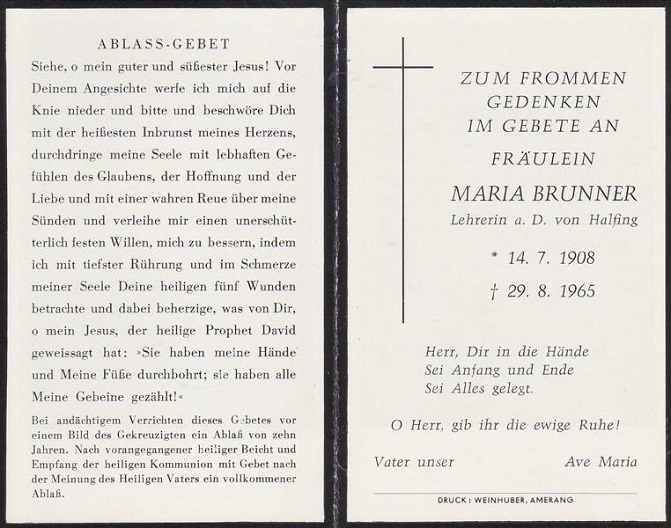 ABLASS-GEBET
Siehe, o mein guter und süßester Jesus! Vor
Deinem Angesichte werfe ich mich auf die
Knie nieder und bitte und beschwöre Dich
mit der heißesten Inbrunst meines Herzens,
durchdringe meine Seele mit lebhaften Ge-
fühlen des Glaubens, der Hoffnung und der
Liebe und mit einer wahren Reue über meine
Sünden und verleihe mir einen unerschüt-
terlich festen Willen, mich zu bessern, indem
ich mit tiefster Rührung und im Schmerze
meiner Seele Deine heiligen fünf Wunden
betrachte und dabei beherzige, was von Dir,
o mein Jesus, der heilige Prophet David
geweissagt hat: »Sie haben meine Hände
und Meine Füße durchbohrt; sie haben alle
Meine Gebeine gezählt!«
Bei andächtigem Verrichten dieses Gebetes vor
einem Bild des Gekreuzigten ein Ablaß von zehn
Jahren. Nach vorangegangener heiliger Beicht und
Empfang der heiligen Kommunion mit Gebet nach
der Meinung des Heiligen Vaters ein vollkommener
Ablaß.
ZUM FROMMEN
GEDENKEN
IM GEBETE AN
FRÄULEIN
MARIA BRUNNER
Lehrerin a. D. von Halfing
* 14. 7. 1908
† 29. 8. 1965
Herr, Dir in die Hände
Sei Anfang und Ende
Sei Alles gelegt.
O Herr, gib ihr die ewige Ruhe!
Vater unser Ave Maria
DRUCK: WEINHUBER, AMERANG